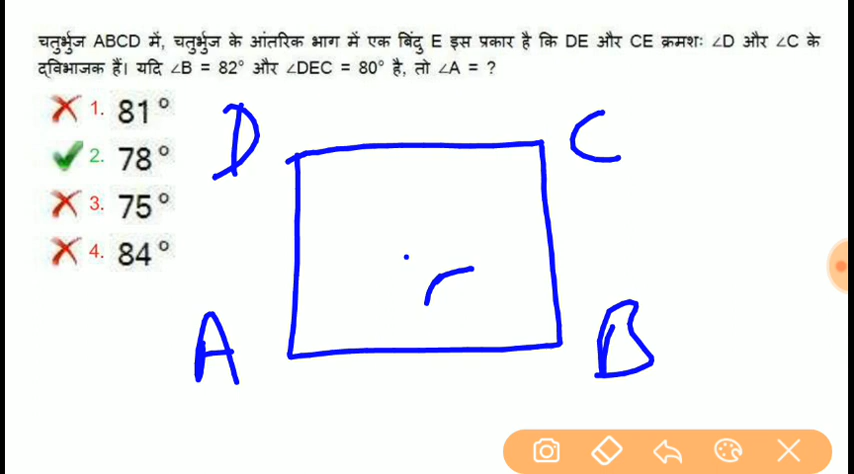 चतुर्भुज ABCD में, चतुर्भुज के आंतरिक भाग में एक बिंदु E इस प्रकार है कि DE और CE क्रमशः ∠D और ∠C के
द्विभाजक हैं। यदि ∠B = 82° और ∠DEC = 80° है, तो ∠A = ?
1. 81°
2. 78°
3. 75°
4. 84°
D C
A B